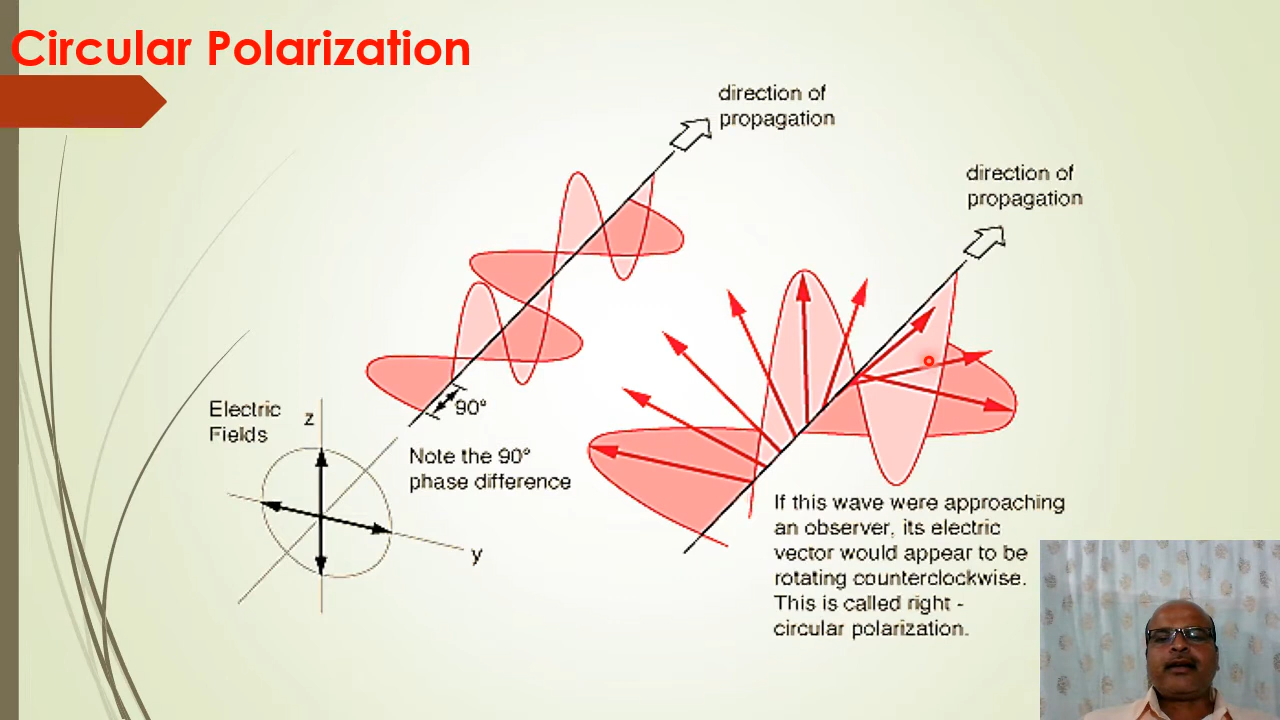 Circular Polarization
direction of
propagation
direction of
propagation
90°
Electric
Fields
z
Note the 90°
phase difference
y
If this wave were approaching
an observer, its electric
vector would appear to be
rotating counterclockwise.
This is called right -
circular polarization.